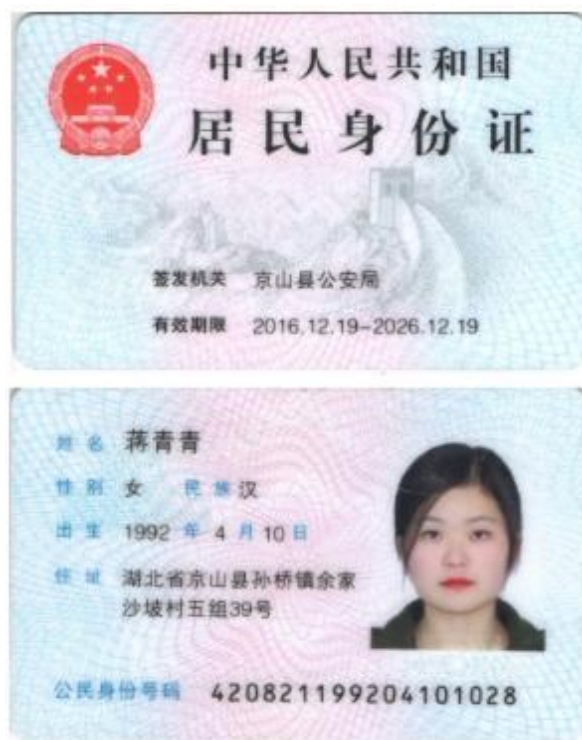 中华人民共和国
居民身份证
签发机关 京山县公安局
有效期限 2016.12.19-2026.12.19
姓名 蒋青青
性别 女 民族 汉
出生 1992 年 4 月 10 日
住址 湖北省京山县孙桥镇余家
沙坡村五组39号
公民身份号码 420821199204101028